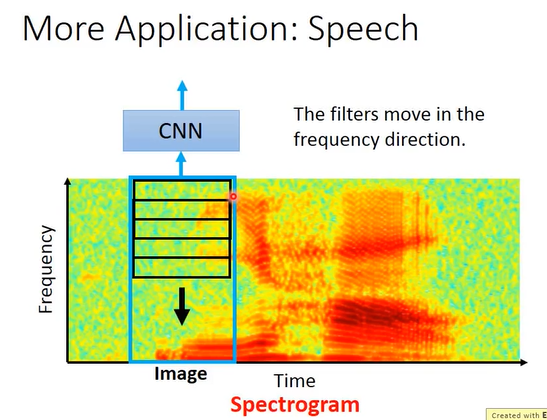 More Application: Speech
CNN
The filters move in the
frequency direction.
Frequency
Image
Time
Spectrogram
Created with E